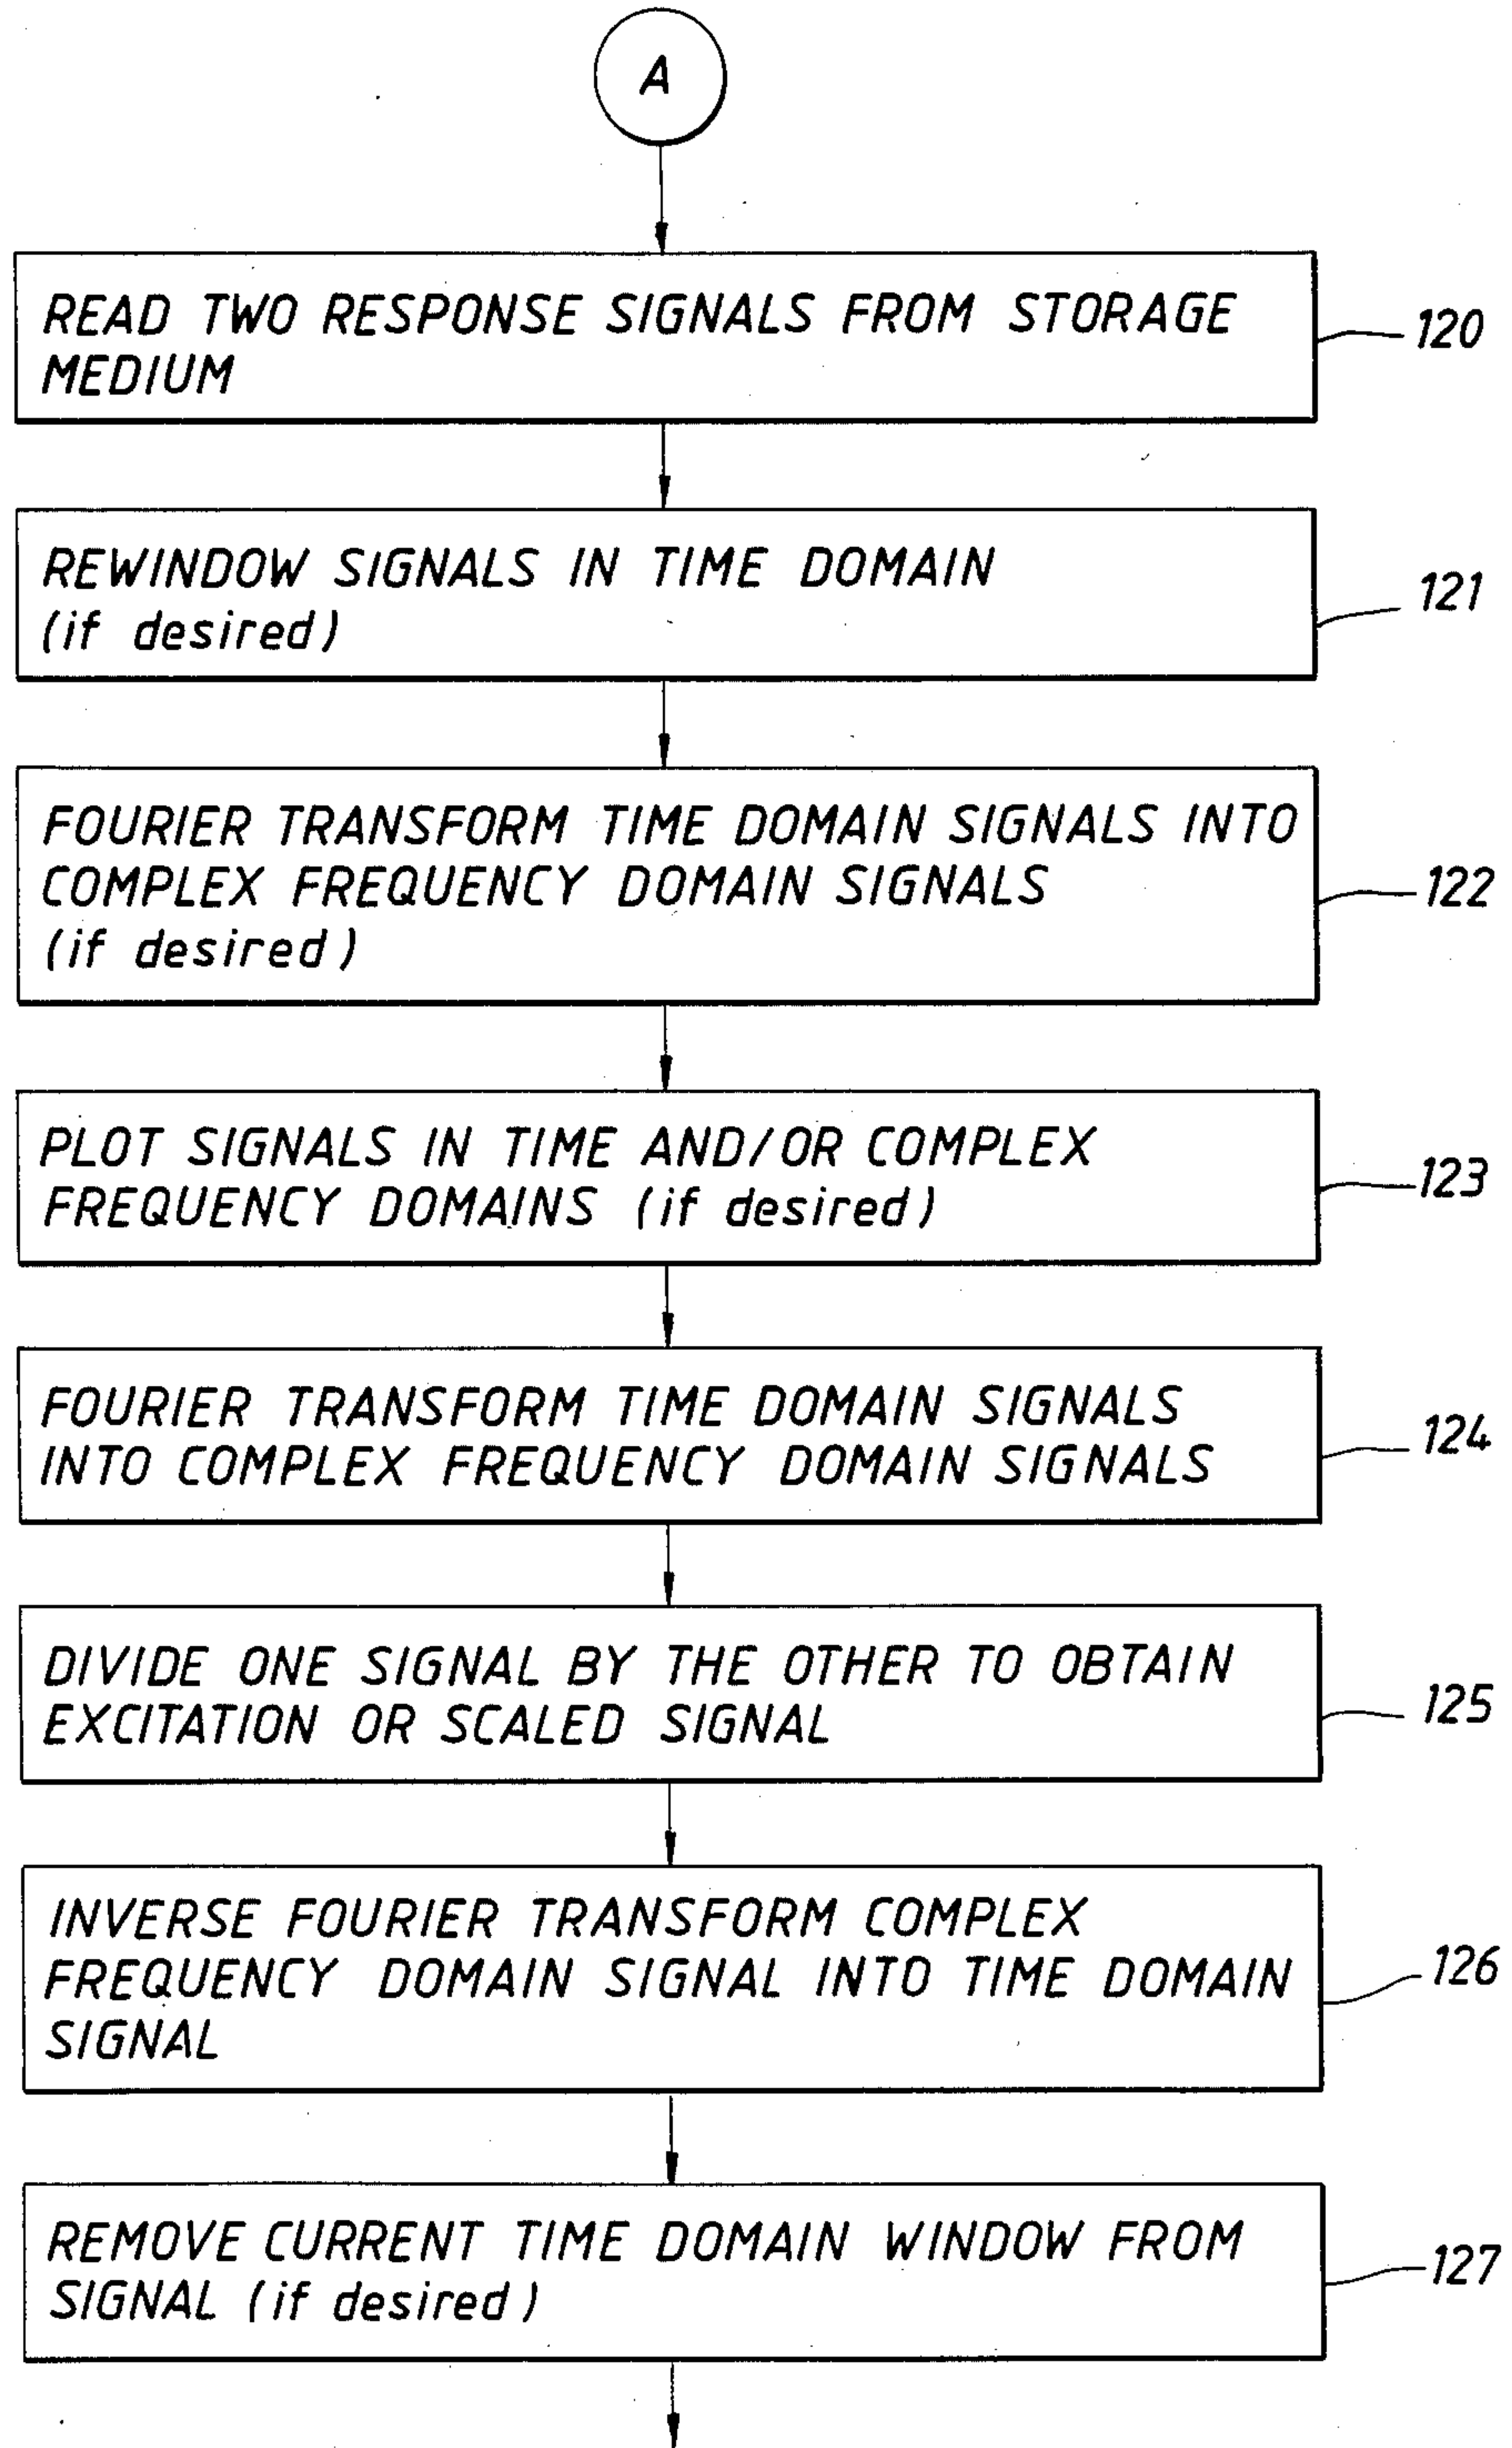 A
READ TWO RESPONSE SIGNALS FROM STORAGE
MEDIUM
120
REWINDOW SIGNALS IN TIME DOMAIN
(if desired)
121
FOURIER TRANSFORM TIME DOMAIN SIGNALS INTO
COMPLEX FREQUENCY DOMAIN SIGNALS
(if desired)
122
PLOT SIGNALS IN TIME AND/OR COMPLEX
FREQUENCY DOMAINS (if desired)
123
FOURIER TRANSFORM TIME DOMAIN SIGNALS
INTO COMPLEX FREQUENCY DOMAIN SIGNALS
124
DIVIDE ONE SIGNAL BY THE OTHER TO OBTAIN
EXCITATION OR SCALED SIGNAL
125
INVERSE FOURIER TRANSFORM COMPLEX
FREQUENCY DOMAIN SIGNAL INTO TIME DOMAIN
SIGNAL
126
REMOVE CURRENT TIME DOMAIN WINDOW FROM
SIGNAL (if desired)
127